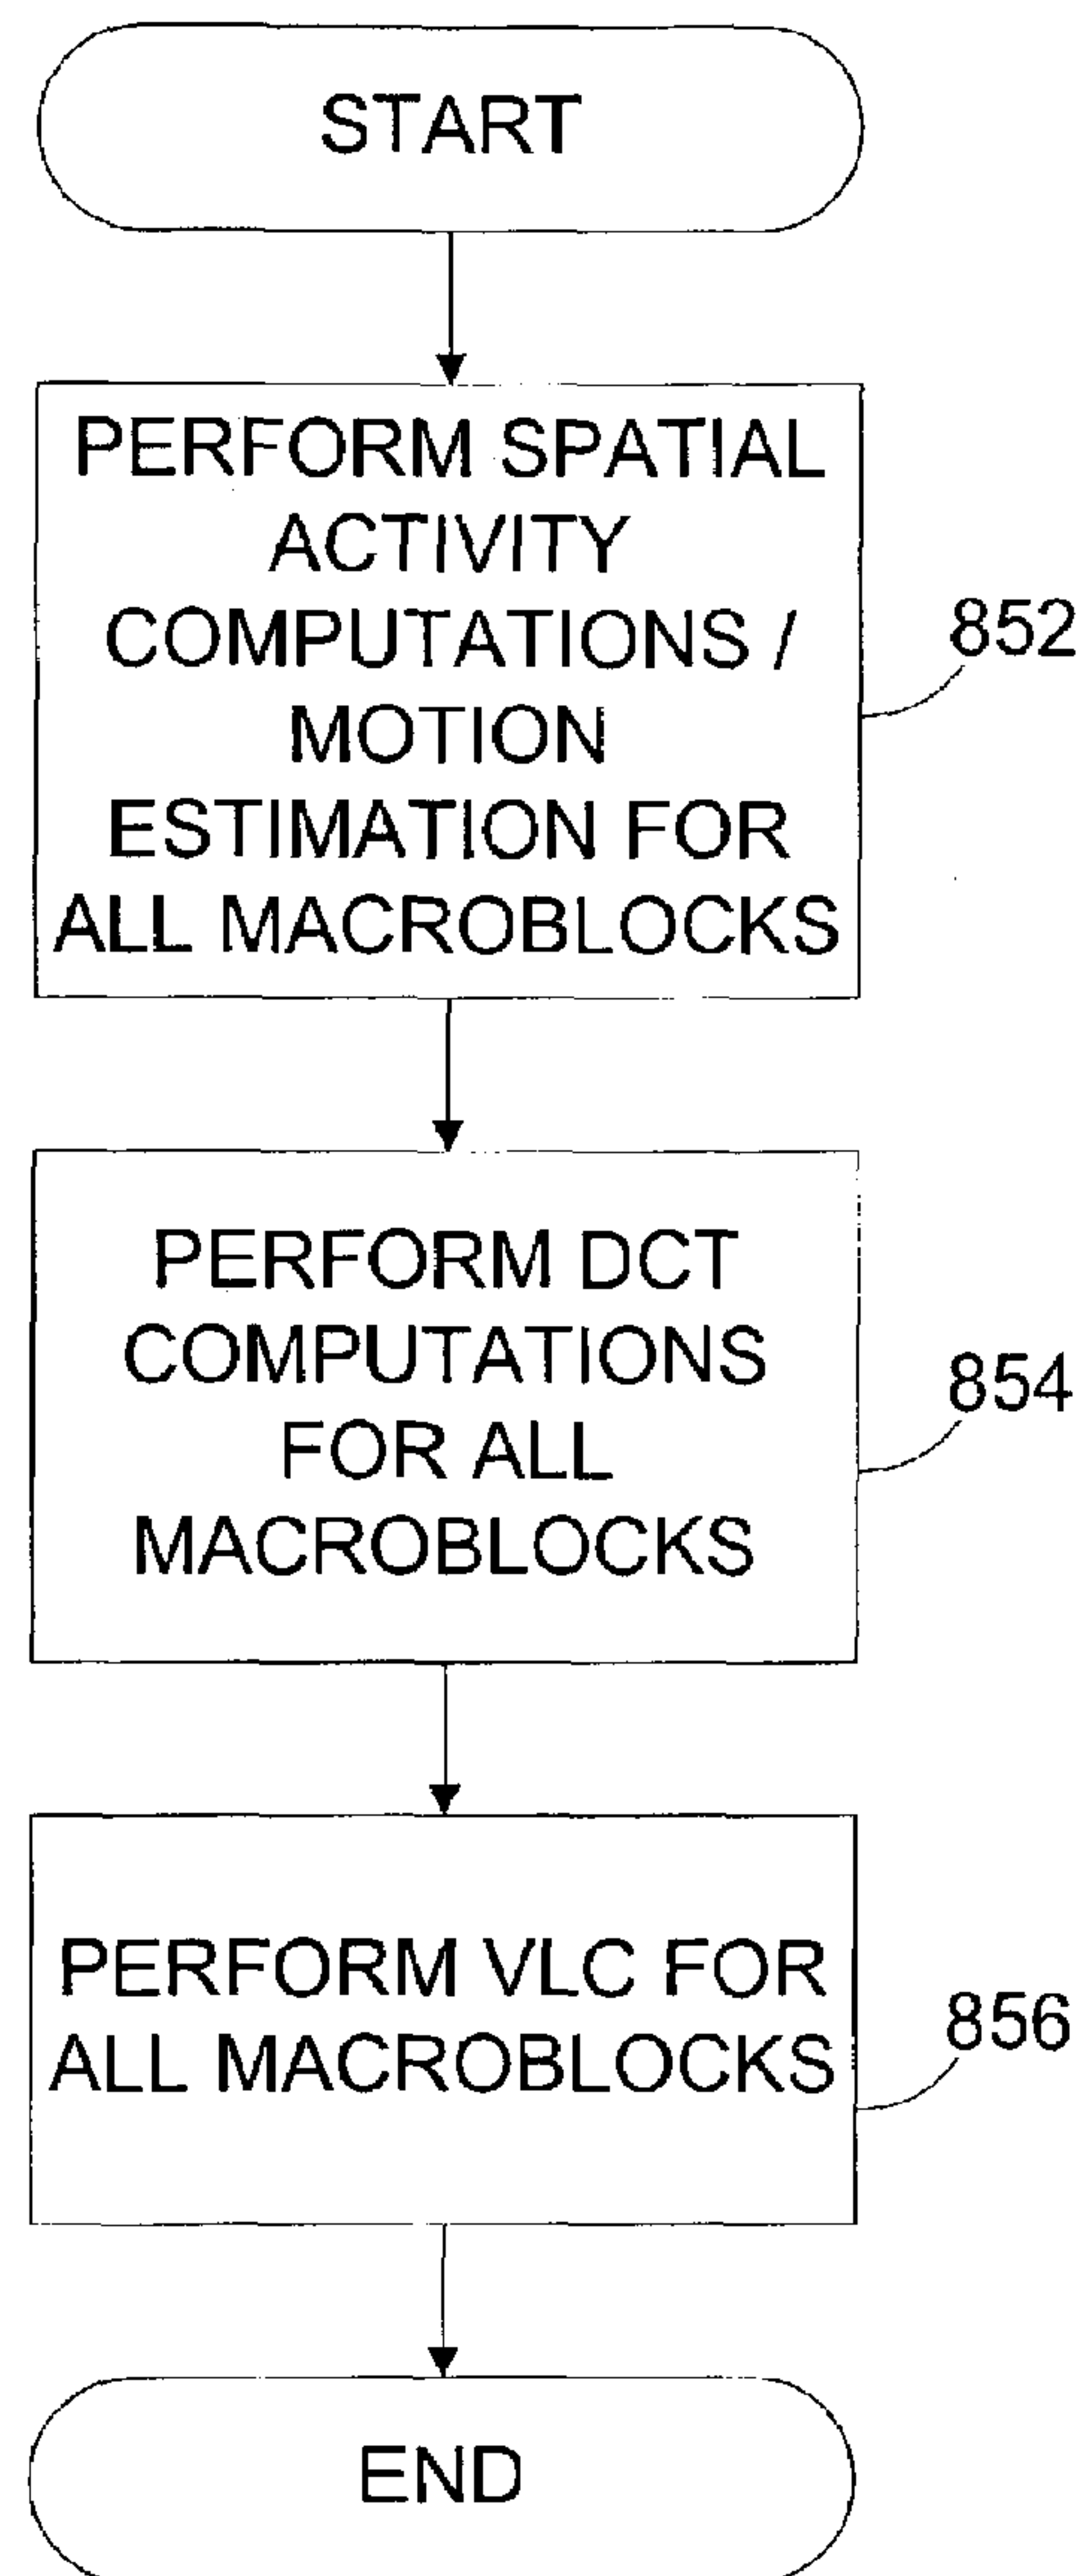 START
PERFORM SPATIAL
ACTIVITY
COMPUTATIONS /
MOTION
ESTIMATION FOR
ALL MACROBLOCKS
852
PERFORM DCT
COMPUTATIONS
FOR ALL
MACROBLOCKS
854
PERFORM VLC FOR
ALL MACROBLOCKS
856
END